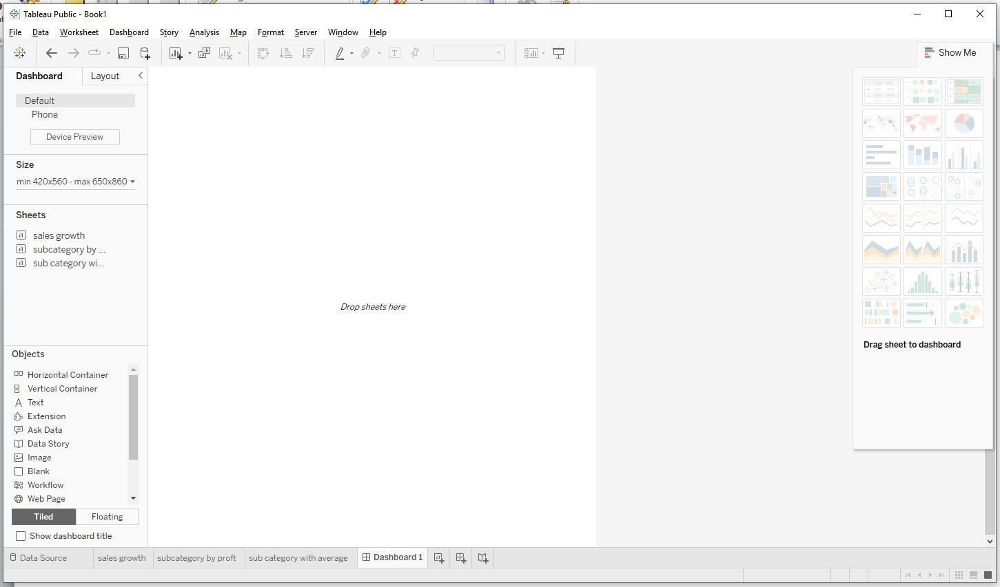 Tableau Public - Book1
File Data Worksheet Dashboard Story Analysis Map Format Server Window Help
Show Me
Dashboard Layout
Default
Phone
Device Preview
Size
min 420x560 - max 650x860
Sheets
sales growth
subcategory by ...
sub category wi...
Drop sheets here
Drag sheet to dashboard
Objects
Horizontal Container
Vertical Container
Text
Extension
Ask Data
Data Story
Image
Blank
Workflow
Web Page
Tiled Floating
Show dashboard title
Data Source sales growth subcategory by proft sub category with average Dashboard 1